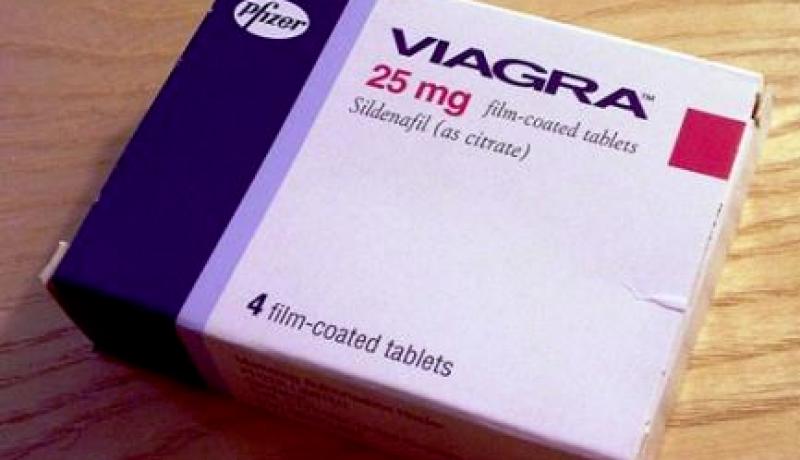 Pfizer
VIAGRA™
25 mg film-coated tablets
Sildenafil (as citrate)
4 film-coated tablets